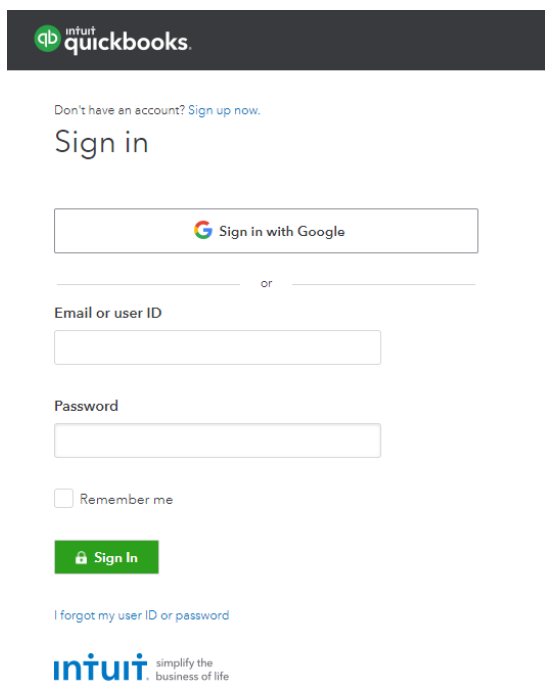 qb intuit
quickbooks.
Don't have an account? Sign up now.
Sign in
Sign in with Google
or
Email or user ID
Password
Remember me
Sign In
I forgot my user ID or password
intuit. simplify the
business of life